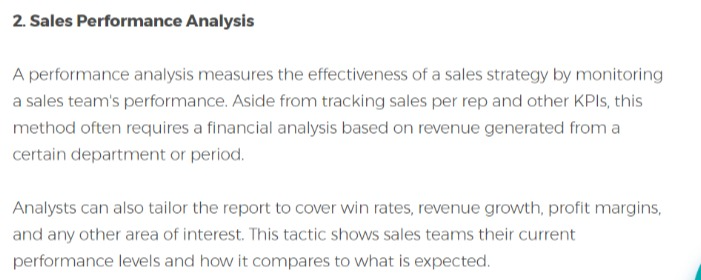 2. Sales Performance Analysis
A performance analysis measures the effectiveness of a sales strategy by monitoring
a sales team's performance. Aside from tracking sales per rep and other KPIs, this
method often requires a financial analysis based on revenue generated from a
certain department or period.
Analysts can also tailor the report to cover win rates, revenue growth, profit margins,
and any other area of interest. This tactic shows sales teams their current
performance levels and how it compares to what is expected.